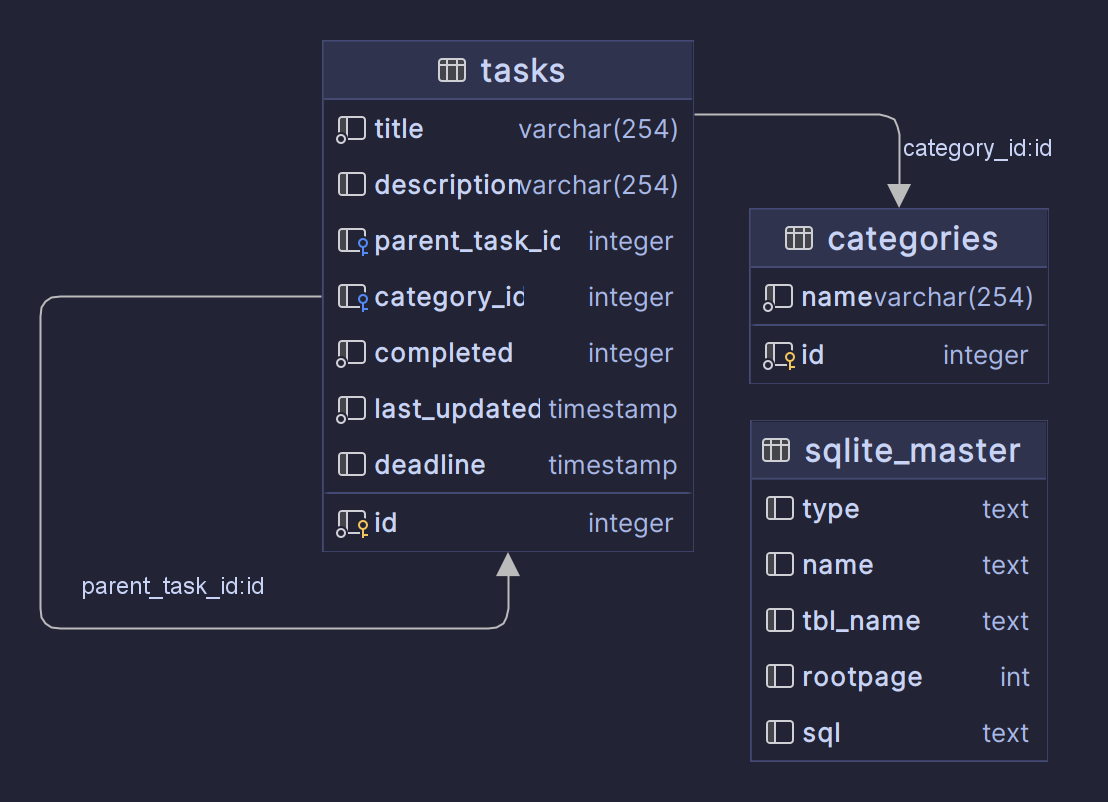 tasks
title varchar(254)
description varchar(254)
parent_task_id integer
category_id integer
completed integer
last_updated timestamp
deadline timestamp
id integer
parent_task_id:id
category_id:id
categories
name varchar(254)
id integer
sqlite_master
type text
name text
tbl_name text
rootpage int
sql text